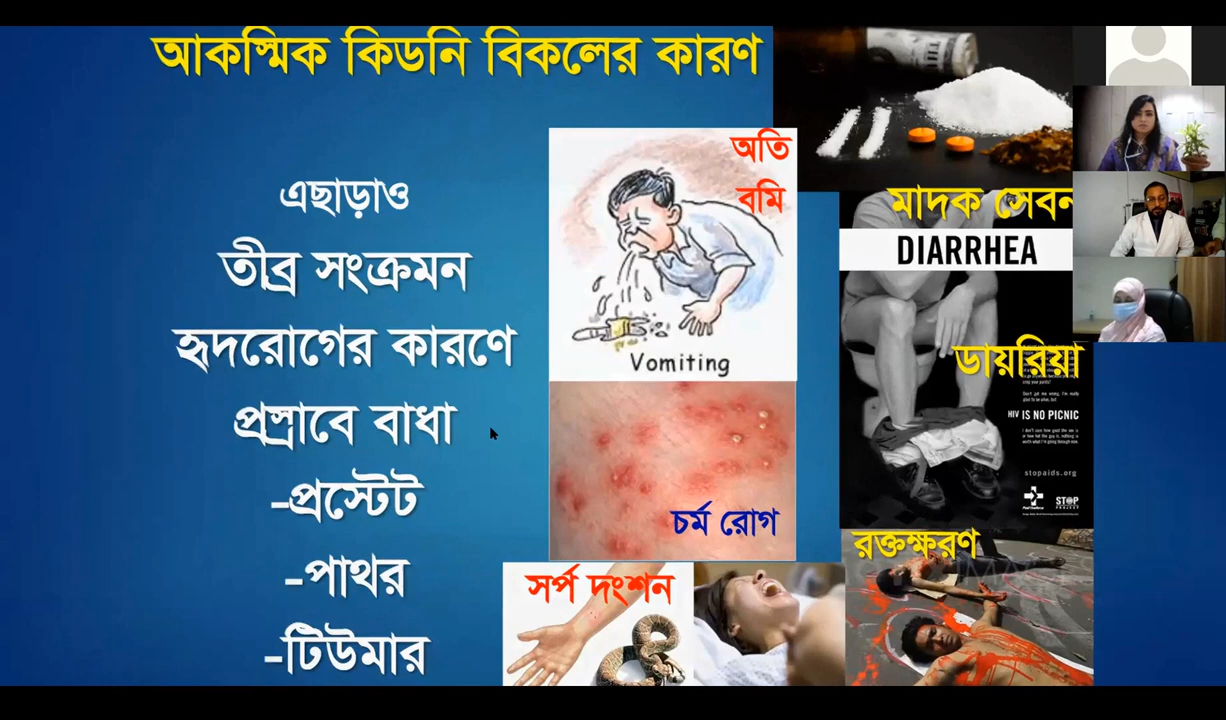 আকস্মিক কিডনি বিকলের কারণ
এছাড়াও
তীব্র সংক্রমন
হৃদরোগের কারণে
প্রস্রাবে বাধা
-প্রস্টেট
-পাথর
-টিউমার
অতি
বমি
Vomiting
চর্ম রোগ
সর্প দংশন
মাদক সেবন
DIARRHEA
ডায়রিয়া
HIV IS NO PICNIC
stopaids.org
STOP
PROJECT
রক্তক্ষরণ